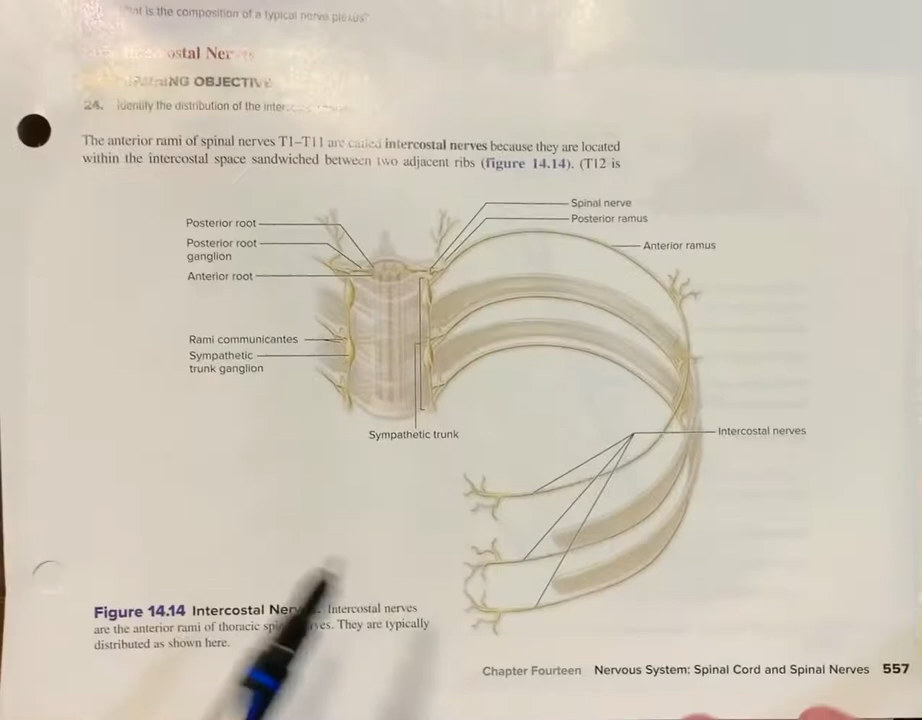 is the composition of a typical nerve plexus?
ostal Nerves
OBJECTIVE
24. Identify the distribution of the
The anterior rami of spinal nerves T1–T11 are called intercostal nerves because they are located
within the intercostal space sandwiched between two adjacent ribs (figure 14.14). (T12 is
Posterior root
Posterior root
ganglion
Anterior root
Rami communicantes
Sympathetic
trunk ganglion
Sympathetic trunk
Spinal nerve
Posterior ramus
Anterior ramus
Intercostal nerves
Figure 14.14 Intercostal Intercostal nerves
are the anterior rami of thoracic They are typically
distributed as shown here.
Chapter Fourteen Nervous System: Spinal Cord and Spinal Nerves 557